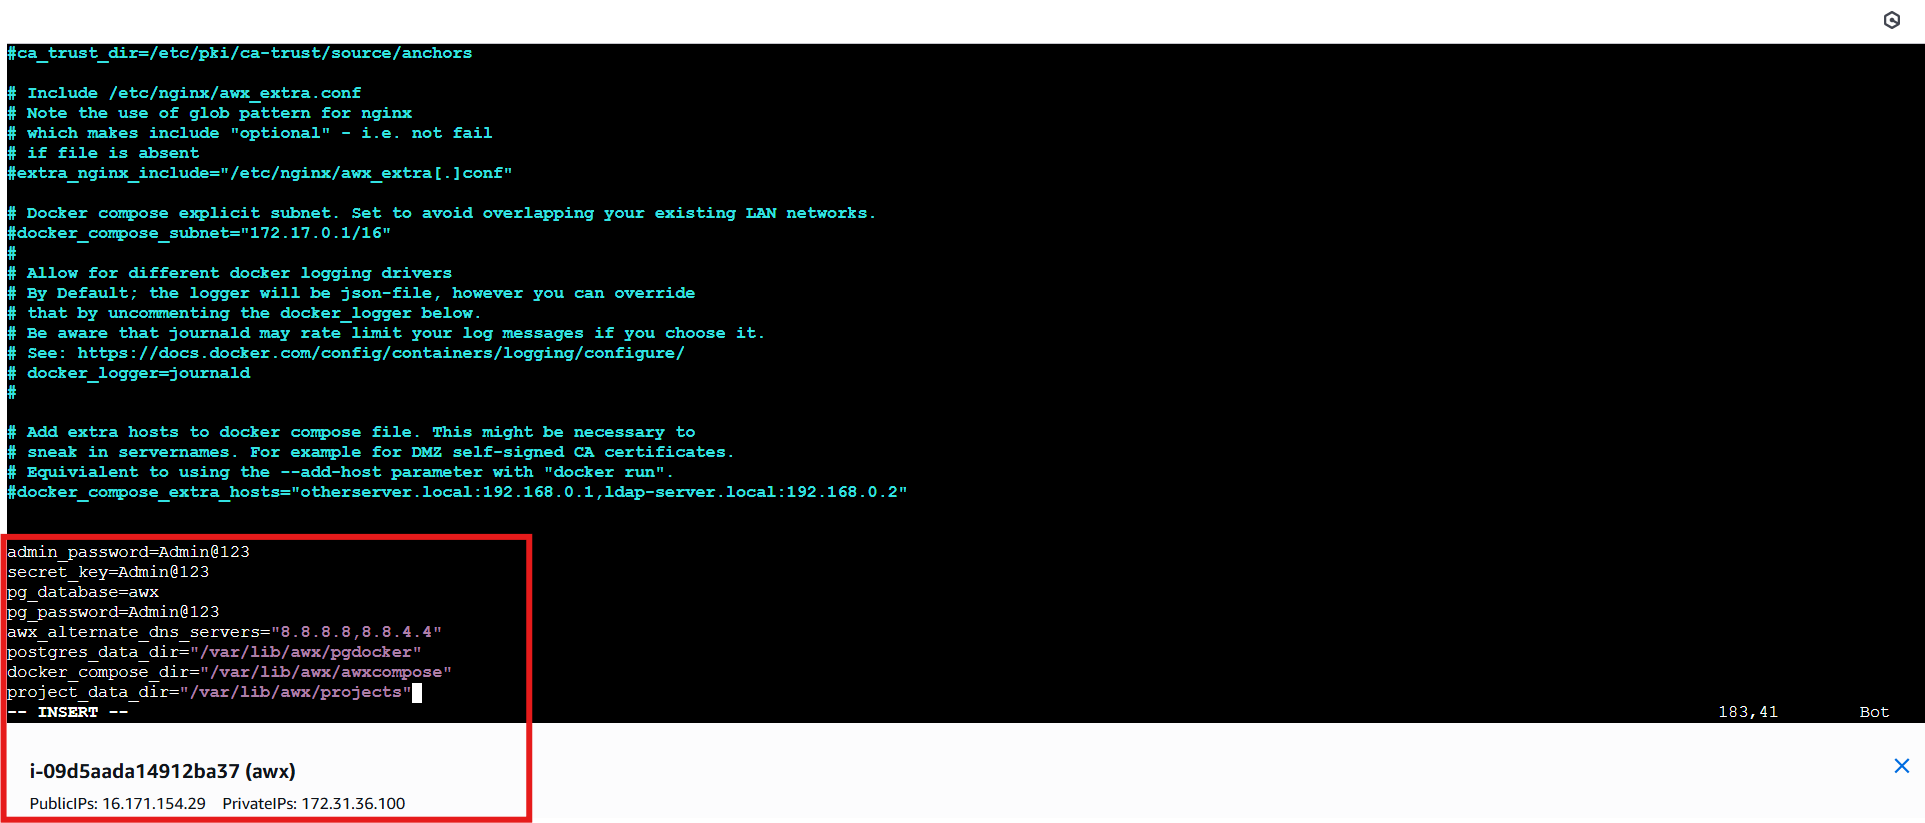 #ca_trust_dir=/etc/pki/ca-trust/source/anchors
# Include /etc/nginx/awx_extra.conf
# Note the use of glob pattern for nginx
# which makes include "optional" - i.e. not fail
# if file is absent
#extra_nginx_include="/etc/nginx/awx_extra[.]conf"
# Docker compose explicit subnet. Set to avoid overlapping your existing LAN networks.
#docker_compose_subnet="172.17.0.1/16"
#
# Allow for different docker logging drivers
# By Default; the logger will be json-file, however you can override
# that by uncommenting the docker_logger below.
# Be aware that journald may rate limit your log messages if you choose it.
# See: https://docs.docker.com/config/containers/logging/configure/
# docker_logger=journald
#
# Add extra hosts to docker compose file. This might be necessary to
# sneak in servernames. For example for DMZ self-signed CA certificates.
# Equivialent to using the --add-host parameter with "docker run".
#docker_compose_extra_hosts="otherserver.local:192.168.0.1,ldap-server.local:192.168.0.2"
admin_password=Admin@123
secret_key=Admin@123
pg_database=awx
pg_password=Admin@123
awx_alternate_dns_servers="8.8.8.8,8.8.4.4"
postgres_data_dir="/var/lib/awx/pgdocker"
docker_compose_dir="/var/lib/awx/awxcompose"
project_data_dir="/var/lib/awx/projects"
-- INSERT -- 183,41 Bot
i-09d5aada14912ba37 (awx)
PublicIPs: 16.171.154.29 PrivateIPs: 172.31.36.100